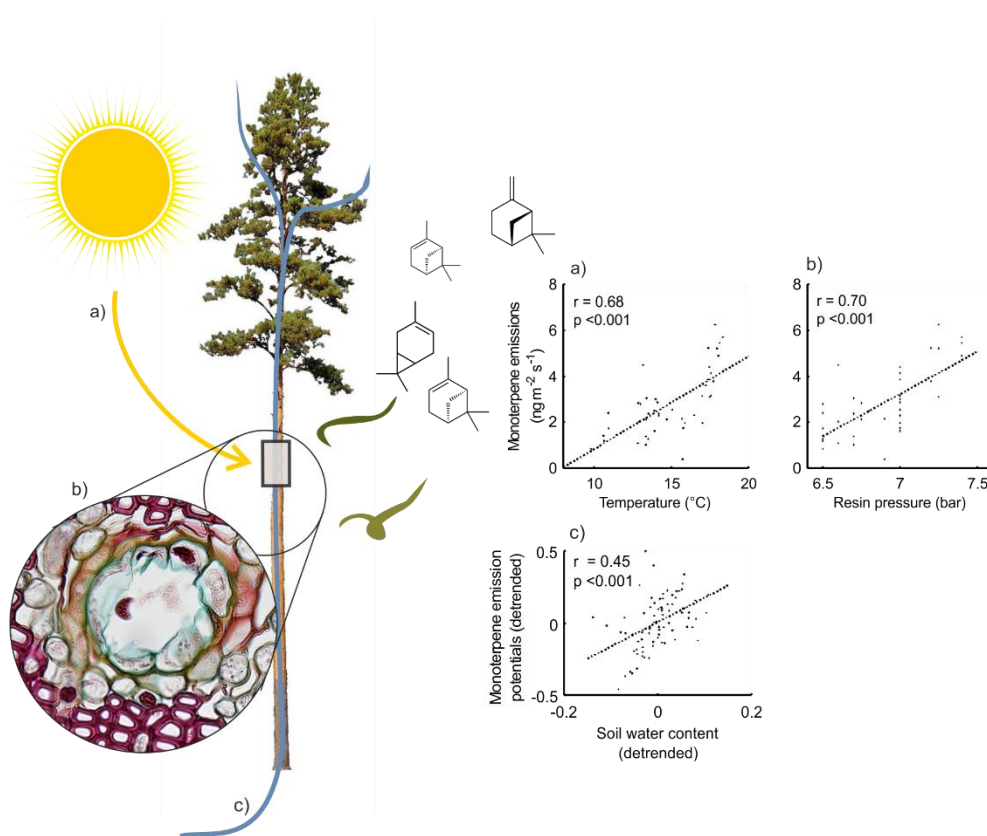 a)
b)
c)
a)
r = 0.68
p <0.001
Monoterpene emissions
(ng m⁻² s⁻¹)
8
6
4
2
0
10
15
20
Temperature (°C)
b)
r = 0.70
p <0.001
8
6
4
2
0
6.5
7
7.5
Resin pressure (bar)
c)
r = 0.45
p <0.001
Monoterpene emission
potentials (detrended)
0.5
0
-0.5
-0.2
0
0.2
Soil water content
(detrended)